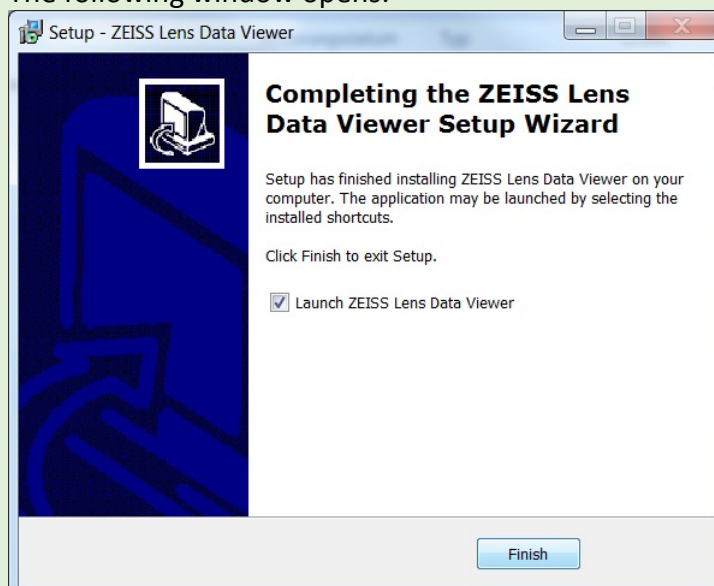 The following window opens:
Setup - ZEISS Lens Data Viewer
Completing the ZEISS Lens
Data Viewer Setup Wizard
Setup has finished installing ZEISS Lens Data Viewer on your
computer. The application may be launched by selecting the
installed shortcuts.
Click Finish to exit Setup.
Launch ZEISS Lens Data Viewer
Finish